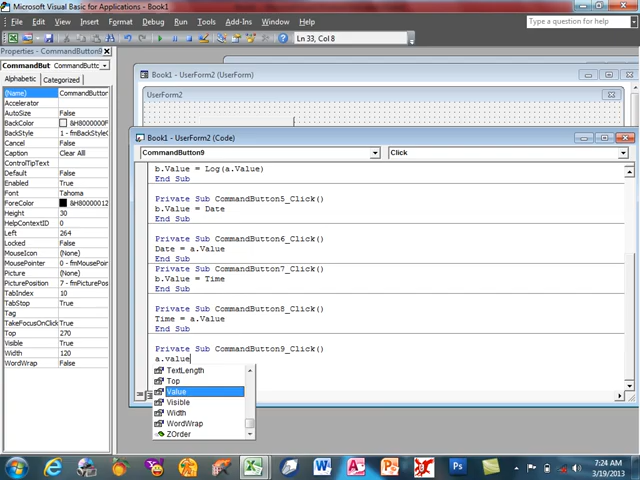 Microsoft Visual Basic for Applications
File Edit View Insert Format Debug Run Tools Add-Ins Window Help
Type a question for help
Ln 33, Col 8
Properties - CommandButton9
CommandBut CommandButtc
Alphabetic Categorized
(Name) CommandButton
Accelerator
AutoSize False
BackColor &H8000000F
BackStyle 1 - fmBackStyleO
Cancel False
Caption Clear All
ControlTipText
Default False
Enabled True
Font Tahoma
ForeColor &H80000012
Height 30
HelpContextID 0
Left 264
Locked False
MouseIcon (None)
MousePointer 0 - fmMousePoin
Picture (None)
PicturePosition 7 - fmPicturePos
TabIndex 10
TabStop True
Tag
TakeFocusOnClick True
Top 270
Visible True
Width 120
WordWrap False
Book1 - UserForm2 (UserForm)
UserForm2
Book1 - UserForm2 (Code)
CommandButton9 Click
b.Value = Log(a.Value)
End Sub
Private Sub CommandButton5_Click()
b.Value = Date
End Sub
Private Sub CommandButton6_Click()
Date = a.Value
End Sub
Private Sub CommandButton7_Click()
b.Value = Time
End Sub
Private Sub CommandButton8_Click()
Time = a.Value
End Sub
Private Sub CommandButton9_Click()
a.value
TextLength
Top
Value
Visible
Width
WordWrap
ZOrder
7:24 AM
3/19/2013